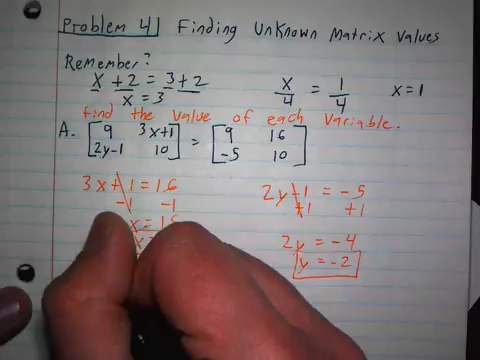 Problem 4 Finding Unknown Matrix Values
Remember?
x + 2 = 3 + 2
x = 3
x/4 = 1/4 x = 1
find the value of each variable.
A. [9 3x+1; 2y-1 10] = [9 16; -5 10]
3x + 1 = 16
-1 -1
x = 15
2y - 1 = -5
+1 +1
2y = -4
y = -2